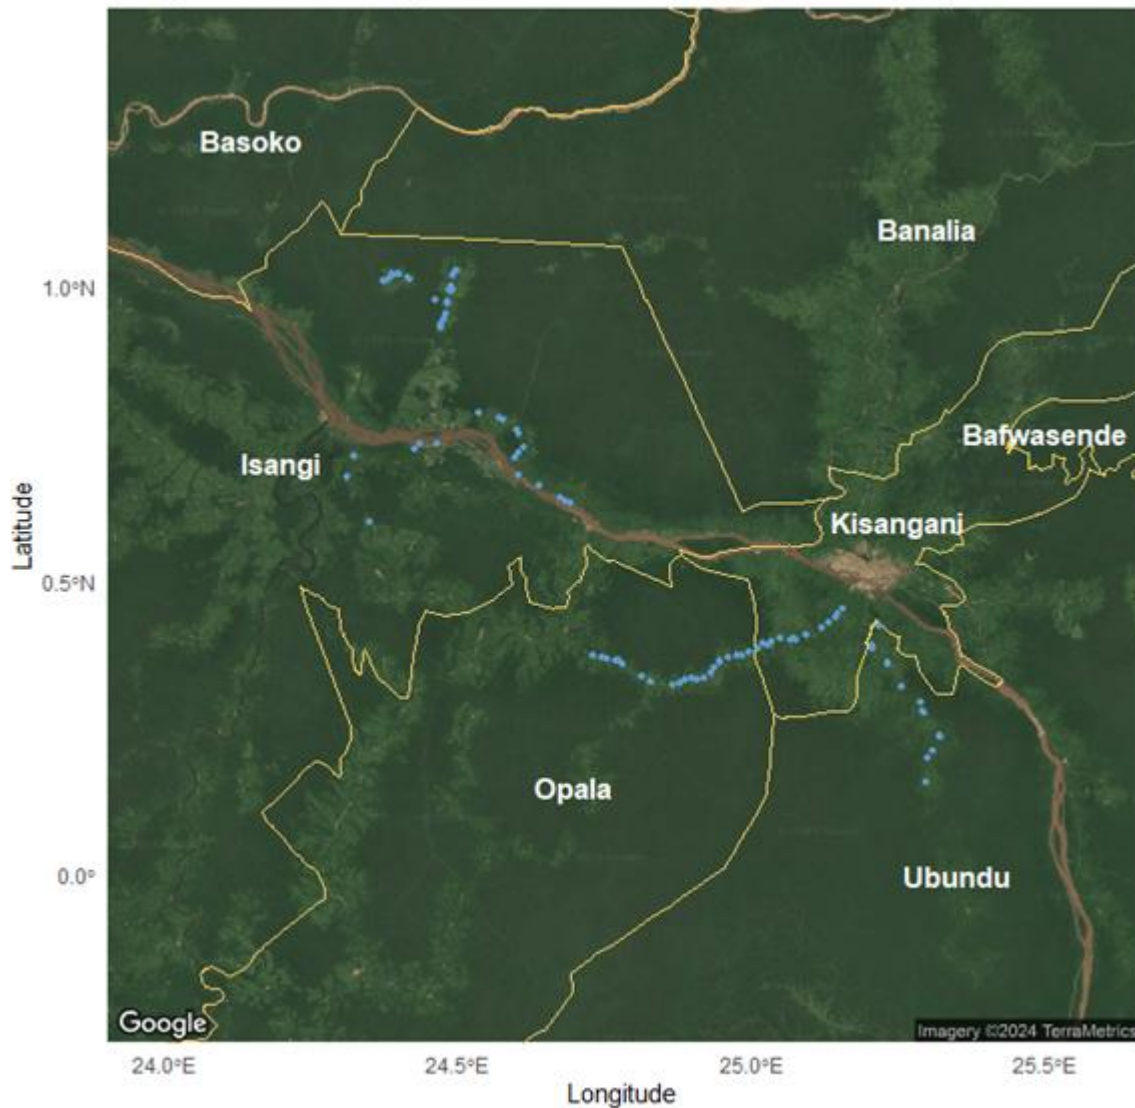 Basoko
Banalia
1.0°N
Bafwasende
Isangi
Kisangani
Latitude
0.5°N
Opala
Ubundu
0.0°
Google
Imagery ©2024 TerraMetrics
24.0°E
24.5°E
25.0°E
25.5°E
Longitude